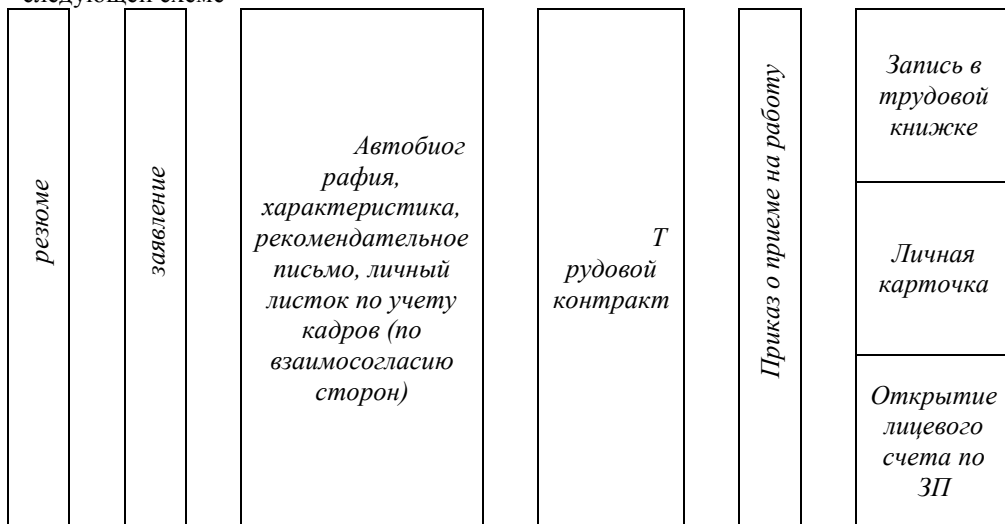 следующей схеме
резюме
заявление
Автобиог
рафия,
характеристика,
рекомендательное
письмо, личный
листок по учету
кадров (по
взаимосогласию
сторон)
Т
рудовой
контракт
Приказ о приеме на работу
Запись в
трудовой
книжке
Личная
карточка
Открытие
лицевого
счета по
ЗП